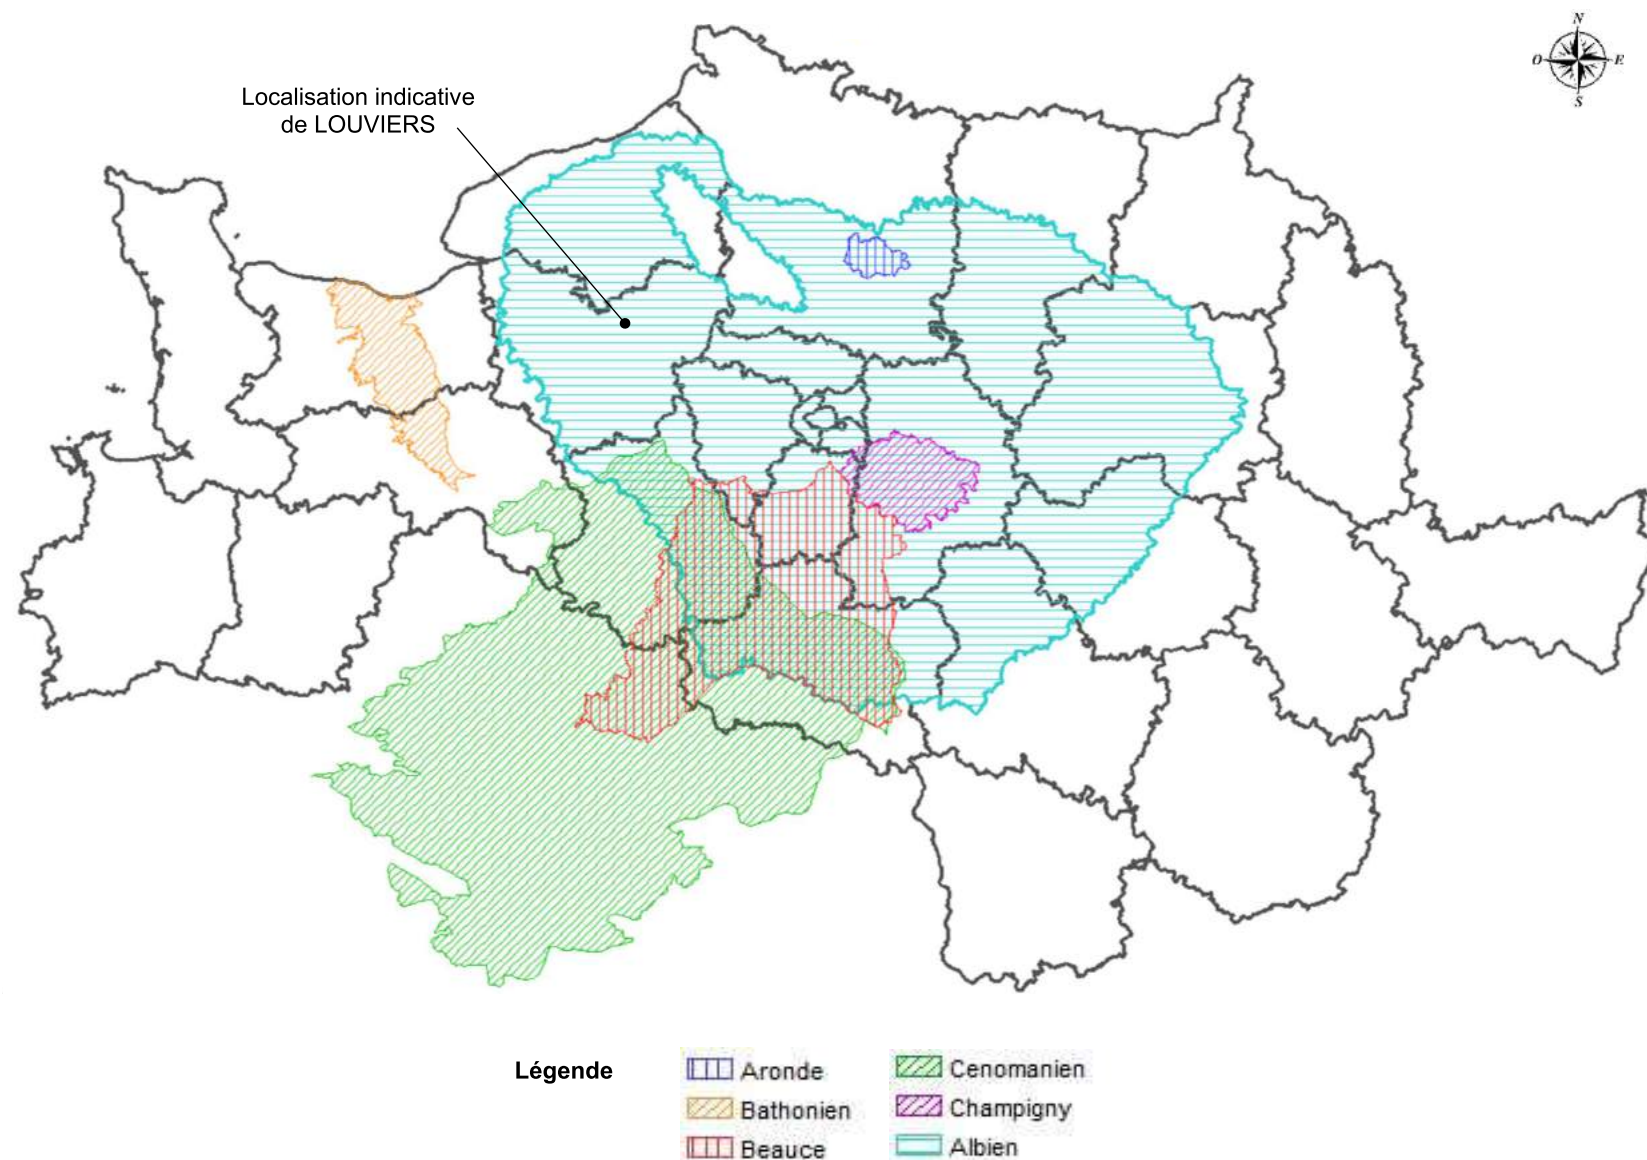 N
O
E
S
Localisation indicative
de LOUVIERS
Légende
Aronde
Bathonien
Beauce
Cenomanien
Champigny
Albien